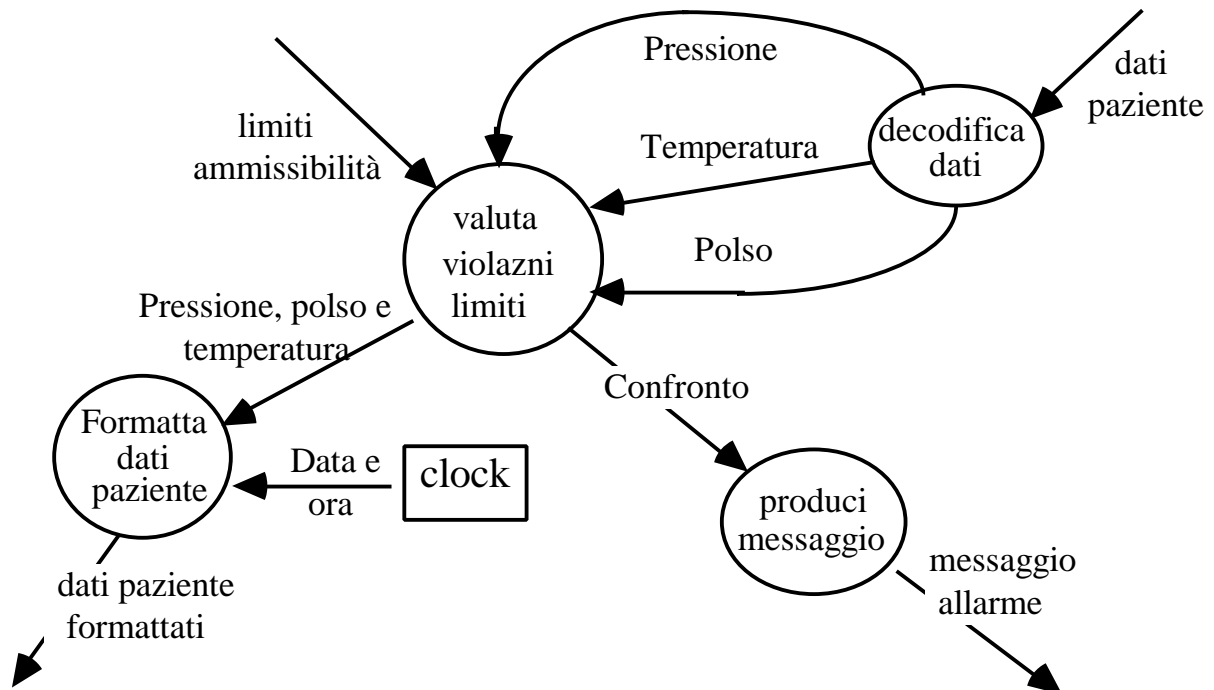 Pressione
dati
paziente
limiti
ammissibilità
Temperatura
decodifica
dati
valuta
violazni
limiti
Polso
Pressione, polso e
temperatura
Confronto
Formatta
dati
paziente
Data e
ora
clock
produci
messaggio
messaggio
allarme
dati paziente
formattati